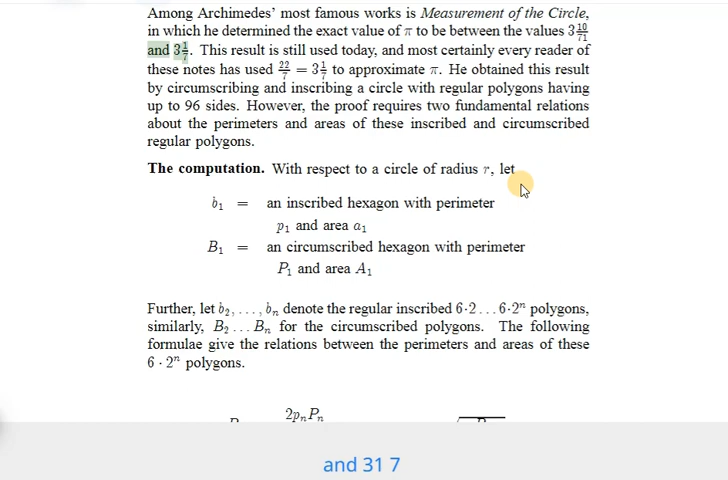 Among Archimedes' most famous works is Measurement of the Circle,
in which he determined the exact value of π to be between the values 3 10/71
and 3 1/7. This result is still used today, and most certainly every reader of
these notes has used 22/7 = 3 1/7 to approximate π. He obtained this result
by circumscribing and inscribing a circle with regular polygons having
up to 96 sides. However, the proof requires two fundamental relations
about the perimeters and areas of these inscribed and circumscribed
regular polygons.
The computation. With respect to a circle of radius r, let
b₁ = an inscribed hexagon with perimeter
p₁ and area a₁
B₁ = an circumscribed hexagon with perimeter
P₁ and area A₁
Further, let b₂, . . . , bₙ denote the regular inscribed 6·2 . . . 6·2ⁿ polygons,
similarly, B₂ . . . Bₙ for the circumscribed polygons. The following
formulae give the relations between the perimeters and areas of these
6 · 2ⁿ polygons.
2pₙPₙ
and 31 7